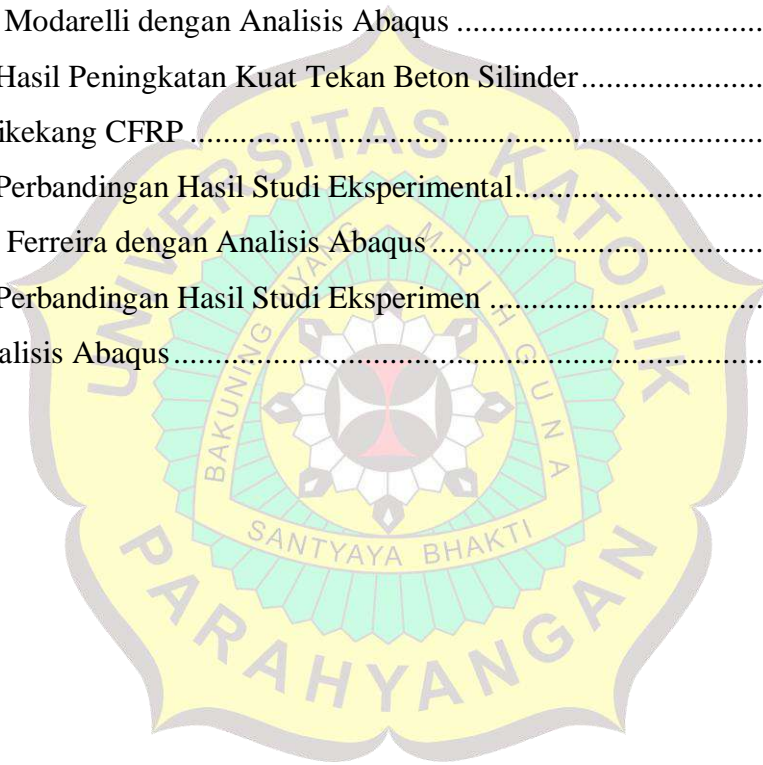 Modarelli dengan Analisis Abaqus ....................................
Hasil Peningkatan Kuat Tekan Beton Silinder.......................
ikekang CFRP ........................................................................
Perbandingan Hasil Studi Eksperimental................................
Ferreira dengan Analisis Abaqus ..........................................
Perbandingan Hasil Studi Eksperimen ...................................
alisis Abaqus...........................................................................
UNIVERSITAS KATOLIK
BAKUNING HYANG MRIH GUNA
SANTYAYA BHAKTI
PARAHYANGAN